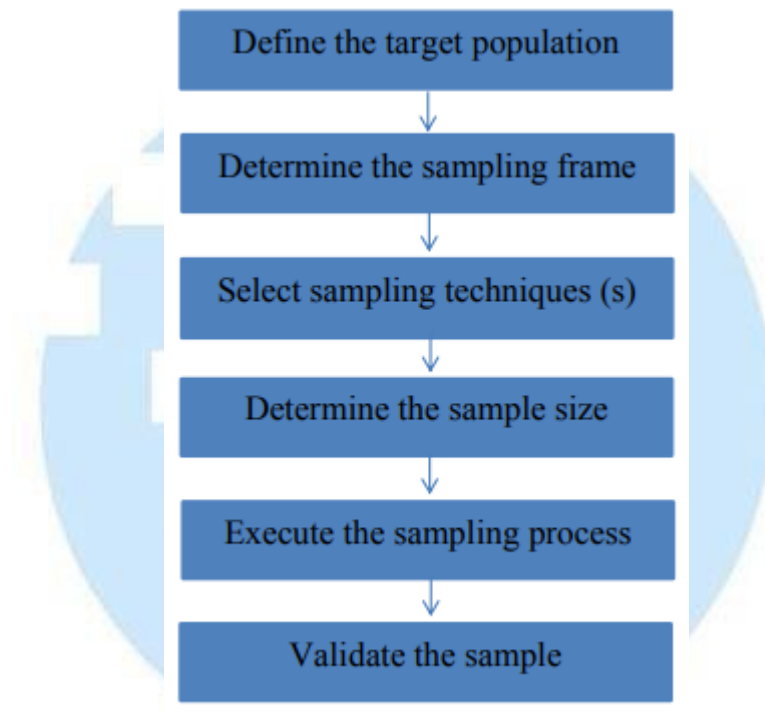 Define the target population
Determine the sampling frame
Select sampling techniques (s)
Determine the sample size
Execute the sampling process
Validate the sample